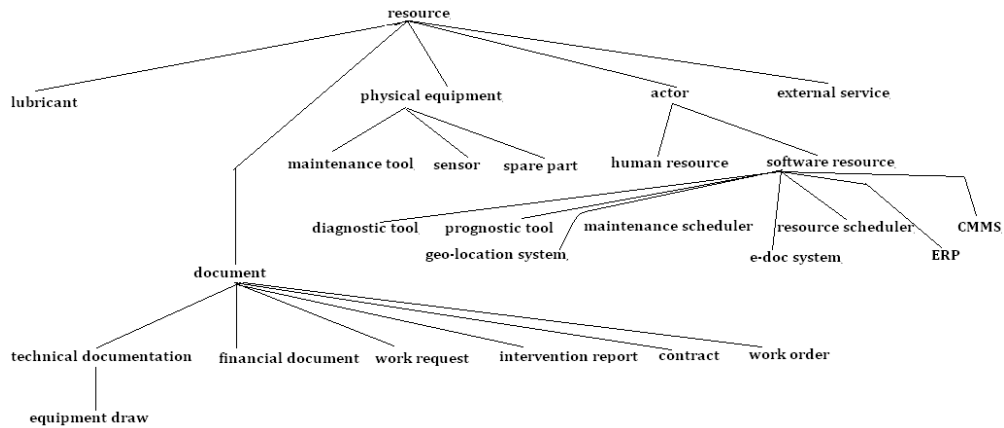 resource
lubricant
physical equipment
actor
external service
maintenance tool
sensor
spare part
human resource
software resource
diagnostic tool
prognostic tool
maintenance scheduler
resource scheduler
CMMS
geo-location system
e-doc system
ERP
document
technical documentation
financial document
work request
intervention report
contract
work order
equipment draw